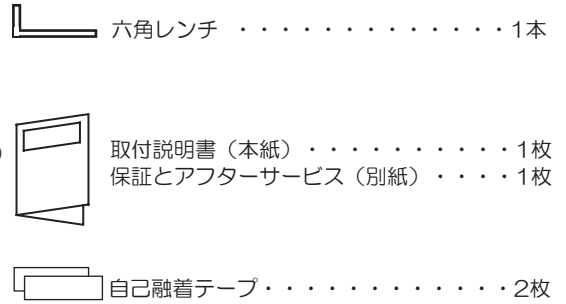 六角レンチ ・・・・・・・・・・・・・1本
取付説明書（本紙）・・・・・・・・・・1枚
保証とアフターサービス（別紙）・・・・1枚
自己融着テープ・・・・・・・・・・・・2枚